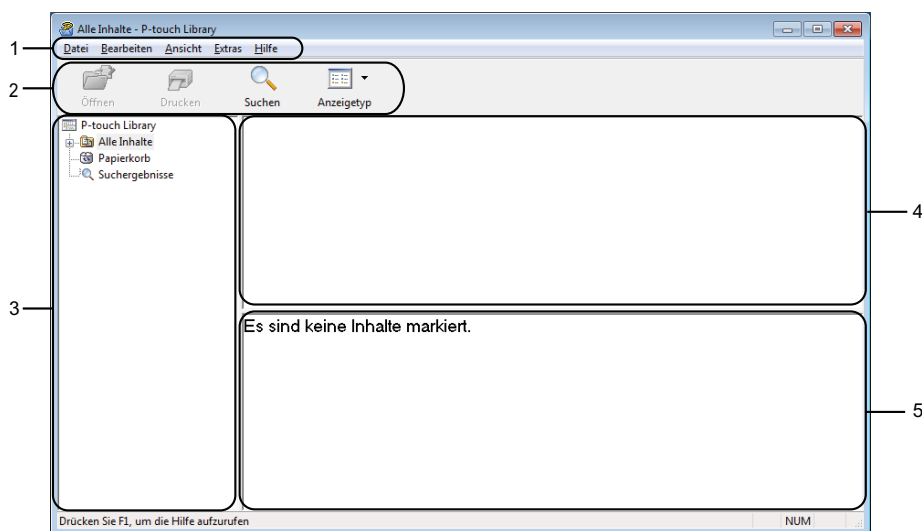 Alle Inhalte - P-touch Library
1
Datei Bearbeiten Ansicht Extras Hilfe
2
Öffnen Drucken Suchen Anzeigetyp
P-touch Library
Alle Inhalte
Papierkorb
Suchergebnisse
4
3
Es sind keine Inhalte markiert.
5
Drücken Sie F1, um die Hilfe aufzurufen NUM